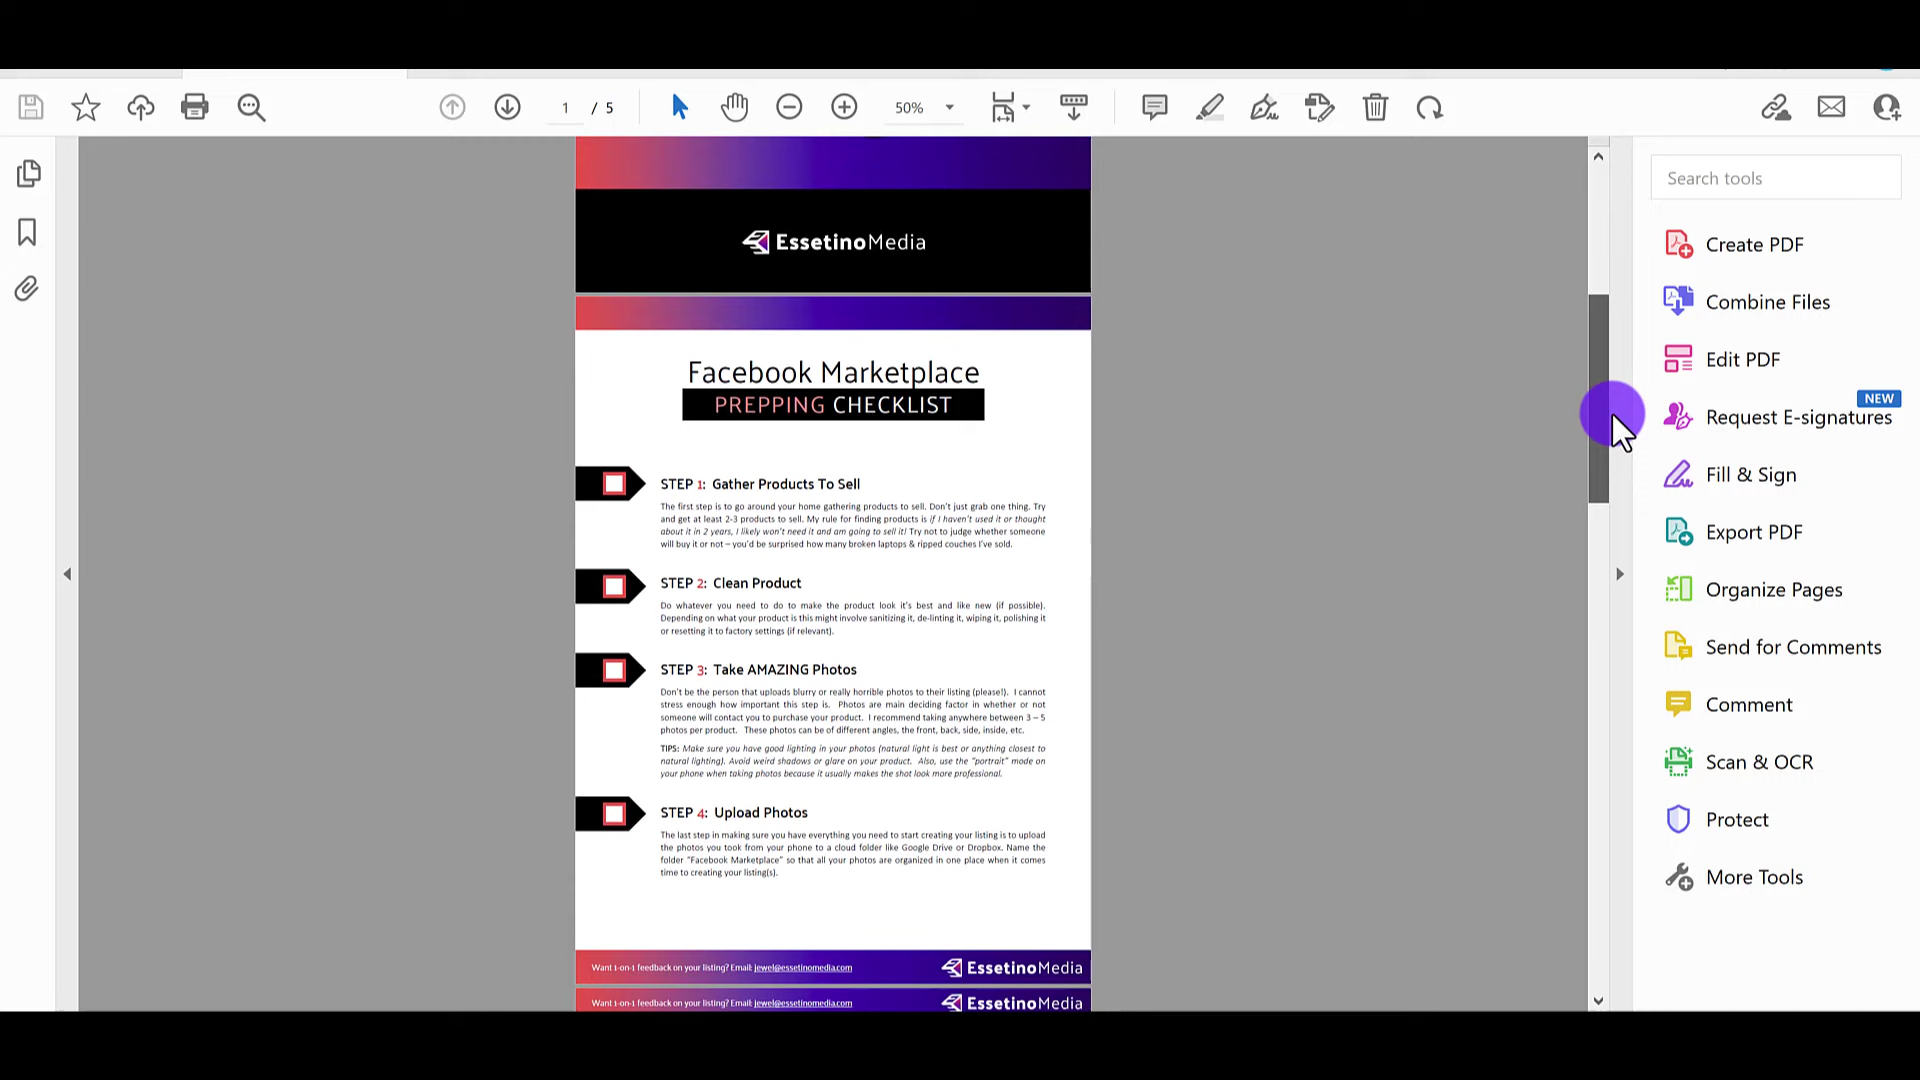 1 / 5
50%
Search tools
Create PDF
Combine Files
Edit PDF
NEW
Request E-signatures
Fill & Sign
Export PDF
Organize Pages
Send for Comments
Comment
Scan & OCR
Protect
More Tools
EssetinoMedia
Facebook Marketplace
PREPPING CHECKLIST
STEP 1: Gather Products To Sell
The first step is to go around your home gathering products to sell. Don't just grab one thing. Try
and get at least 2-3 products to sell. My rule for finding products is if I haven't used it or thought
about it in 2 years, I likely won't need it and am going to sell it! Try not to judge whether someone
will buy it or not – you'd be surprised how many broken laptops & ripped couches I've sold.
STEP 2: Clean Product
Do whatever you need to do to make the product look it's best and like new (if possible).
Depending on what your product is this might involve sanitizing it, de-linting it, wiping it, polishing it
or resetting it to factory settings (if relevant).
STEP 3: Take AMAZING Photos
Don't be the person that uploads blurry or really horrible photos to their listing (please!). I cannot
stress enough how important this step is. Photos are main deciding factor in whether or not
someone will contact you to purchase your product. I recommend taking anywhere between 3 – 5
photos per product. These photos can be of different angles, the front, back, side, inside, etc.
TIPS: Make sure you have good lighting in your photos (natural light is best or anything closest to
natural lighting). Avoid weird shadows or glare on your product. Also, use the "portrait" mode on
your phone when taking photos because it usually makes the shot look more professional.
STEP 4: Upload Photos
The last step in making sure you have everything you need to start creating your listing is to upload
the photos you took from your phone to a cloud folder like Google Drive or Dropbox. Name the
folder "Facebook Marketplace" so that all your photos are organized in one place when it comes
time to creating your listing(s).
Want 1-on-1 feedback on your listing? Email: jewel@essetinomedia.com
EssetinoMedia
Want 1-on-1 feedback on your listing? Email: jewel@essetinomedia.com
EssetinoMedia